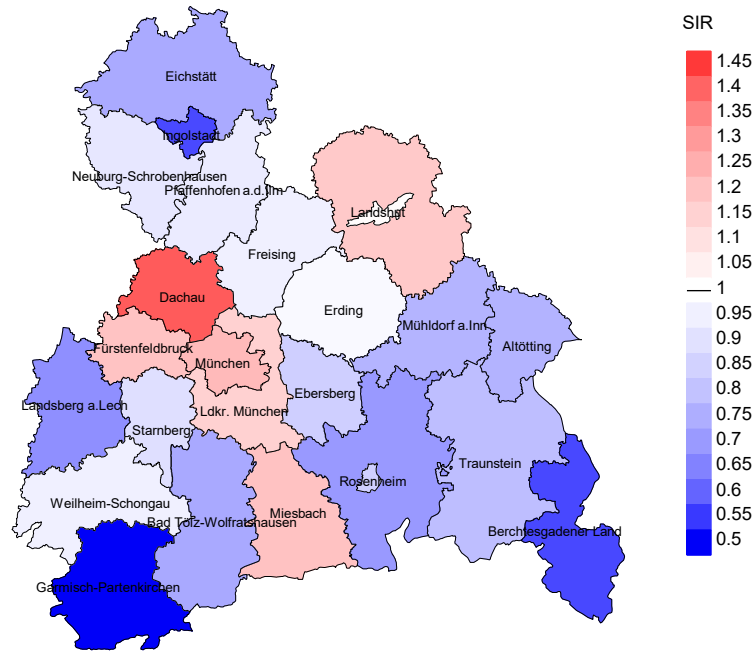 SIR
1.45
1.4
1.35
1.3
1.25
1.2
1.15
1.1
1.05
1
0.95
0.9
0.85
0.8
0.75
0.7
0.65
0.6
0.55
0.5
Eichstätt
Ingolstadt
Neuburg-Schrobenhausen
Pfaffenhofen a.d.Ilm
Landshst
Freising
Dachau
Erding
Mühldorf a.Inn
Altötting
Fürstenfeldbruck
München
Ebersberg
Landsberg a.Lech
Ldkr. München
Starnberg
Traunstein
Rosenheim
Weilheim-Schongau
Miesbach
Bad Tölz-Wolfratshausen
Berchtesgadener Land
Garmisch-Partenkirchen